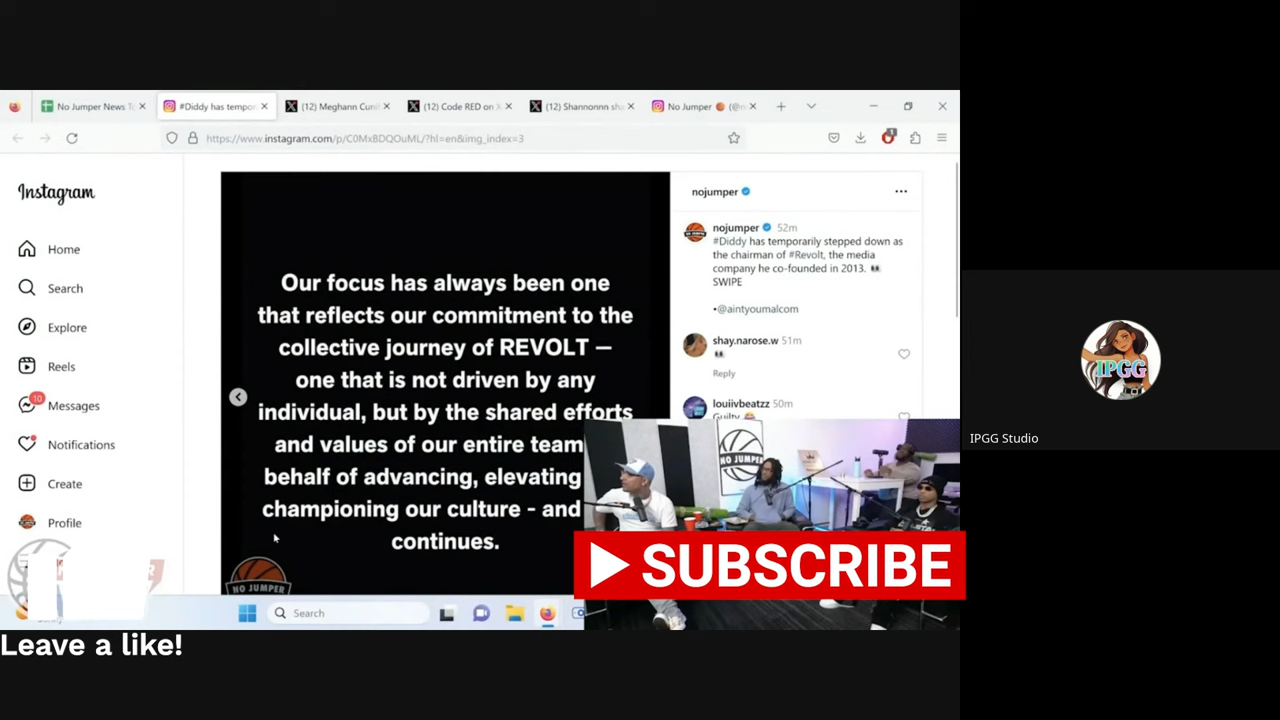 No Jumper News To
#Diddy has tempor
(12) Meghann Cuni
(12) Code RED on X
(12) Shannonnn sha
No Jumper
https://www.instagram.com/p/C0MxBDQOuML/?hl=en&img_index=3
Instagram
Home
Search
Explore
Reels
10
Messages
Notifications
Create
Profile
Our focus has always been one
that reflects our commitment to the
collective journey of REVOLT —
one that is not driven by any
individual, but by the shared efforts
and values of our entire team
behalf of advancing, elevating
championing our culture - and
continues.
NO JUMPER
nojumper
nojumper 52m
#Diddy has temporarily stepped down as
the chairman of #Revolt, the media
company he co-founded in 2013.
SWIPE
•@aintyoumalcom
shay.narose.w 51m
Reply
louiivbeatzz 50m
Guilty
NO JUMPER
SUBSCRIBE
Search
Leave a like!
IPGG
IPGG Studio